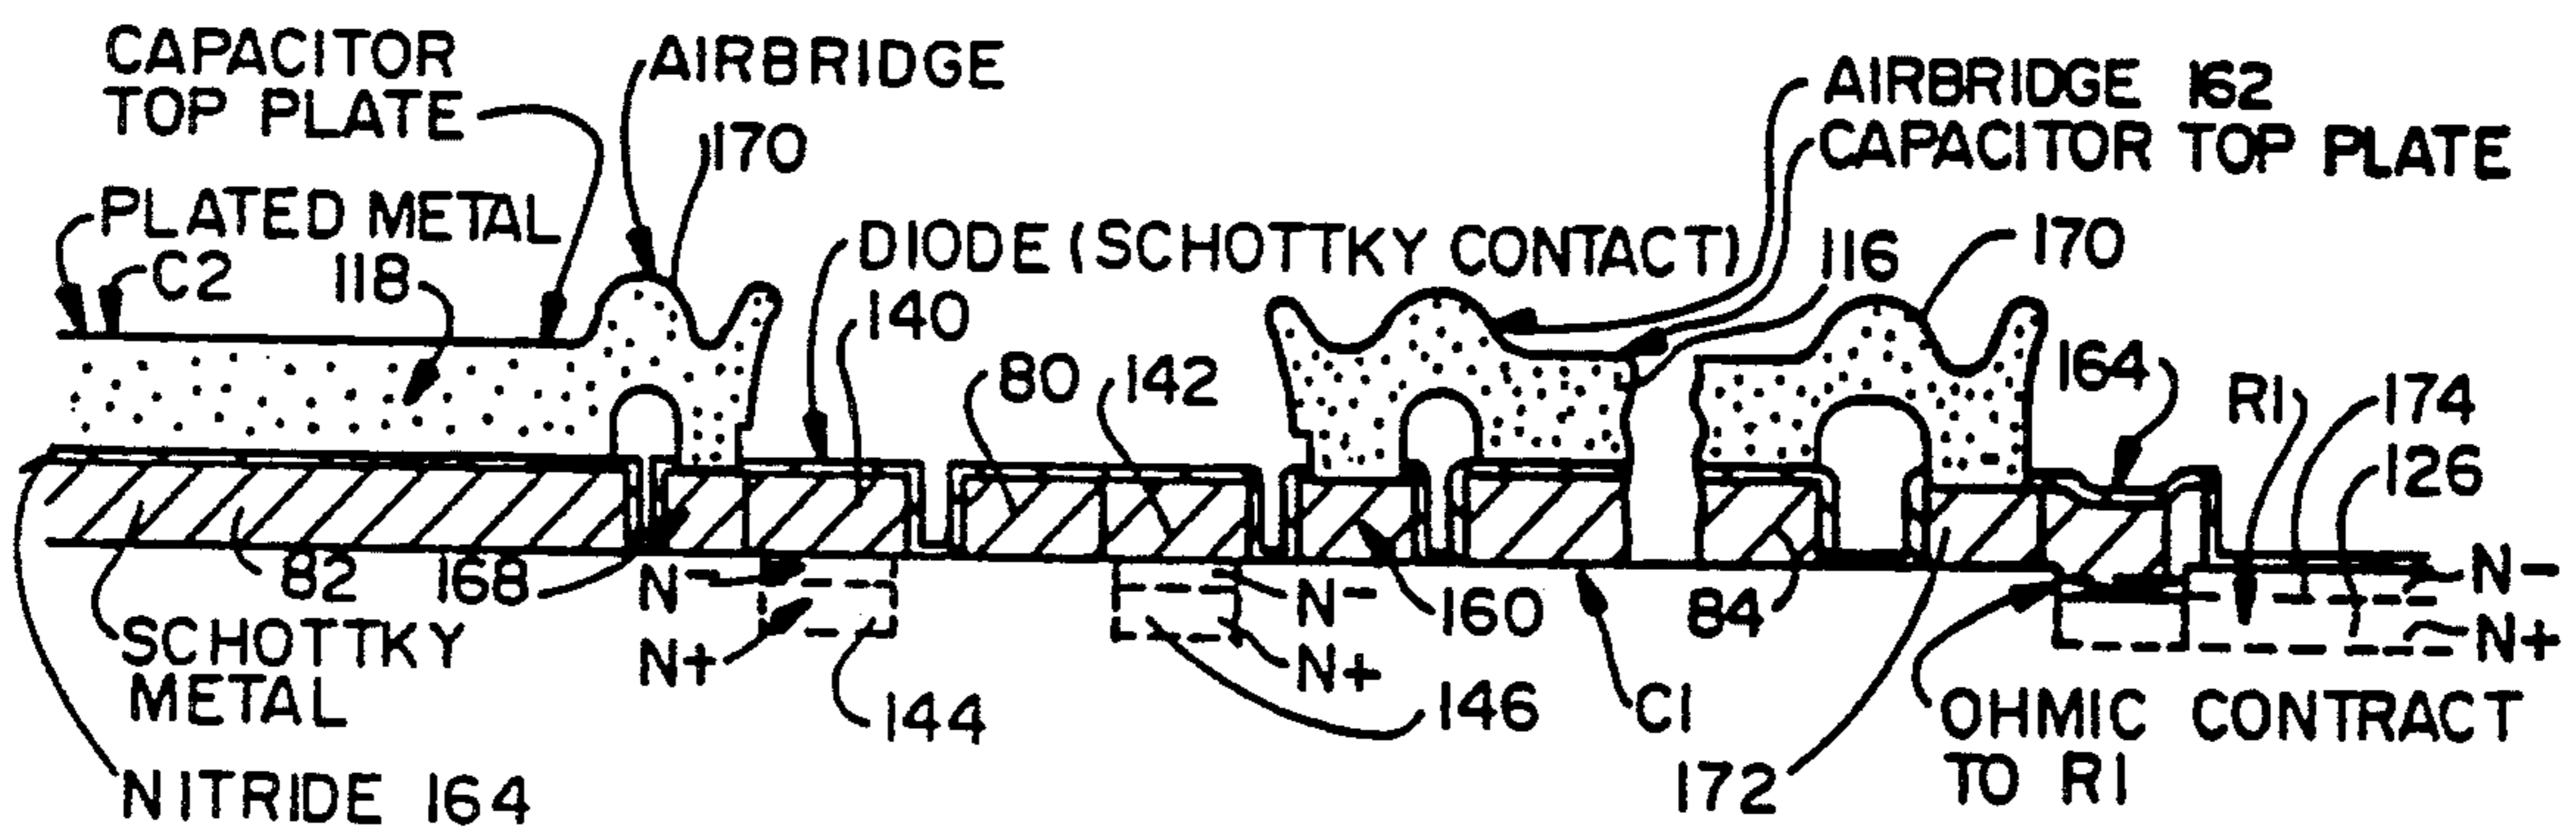 CAPACITOR
TOP PLATE
AIRBRIDGE
170
AIRBRIDGE 162
CAPACITOR TOP PLATE
PLATED METAL
C2
118
DIODE (SCHOTTKY CONTACT)
116
170
140
80
142
164
R1
174
126
82
168
N-
N+
144
N-
N+
146
160
C1
84
172
N-
N+
SCHOTTKY
METAL
NITRIDE 164
OHMIC CONTRACT
TO R1